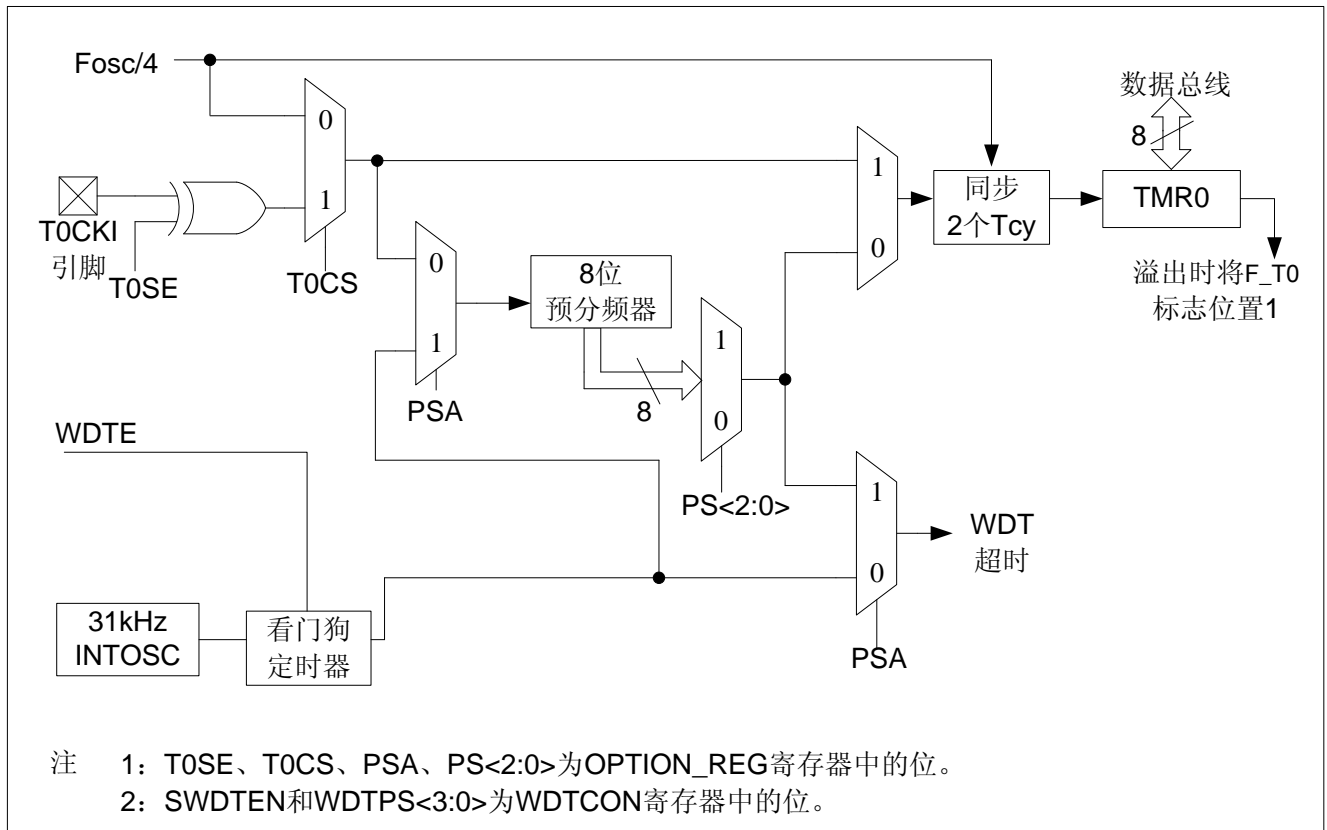 Fosc/4
数据总线
8
0
1
T0CKI
引脚
T0SE
T0CS
1
0
同步
2个Tcy
TMR0
溢出时将F_T0
标志位置1
0
1
PSA
8位
预分频器
8
1
0
PS<2:0>
WDTE
31kHz
INTOSC
看门狗
定时器
1
0
PSA
WDT
超时
注 1：T0SE、T0CS、PSA、PS<2:0>为OPTION_REG寄存器中的位。
2：SWDTEN和WDTPS<3:0>为WDTCON寄存器中的位。